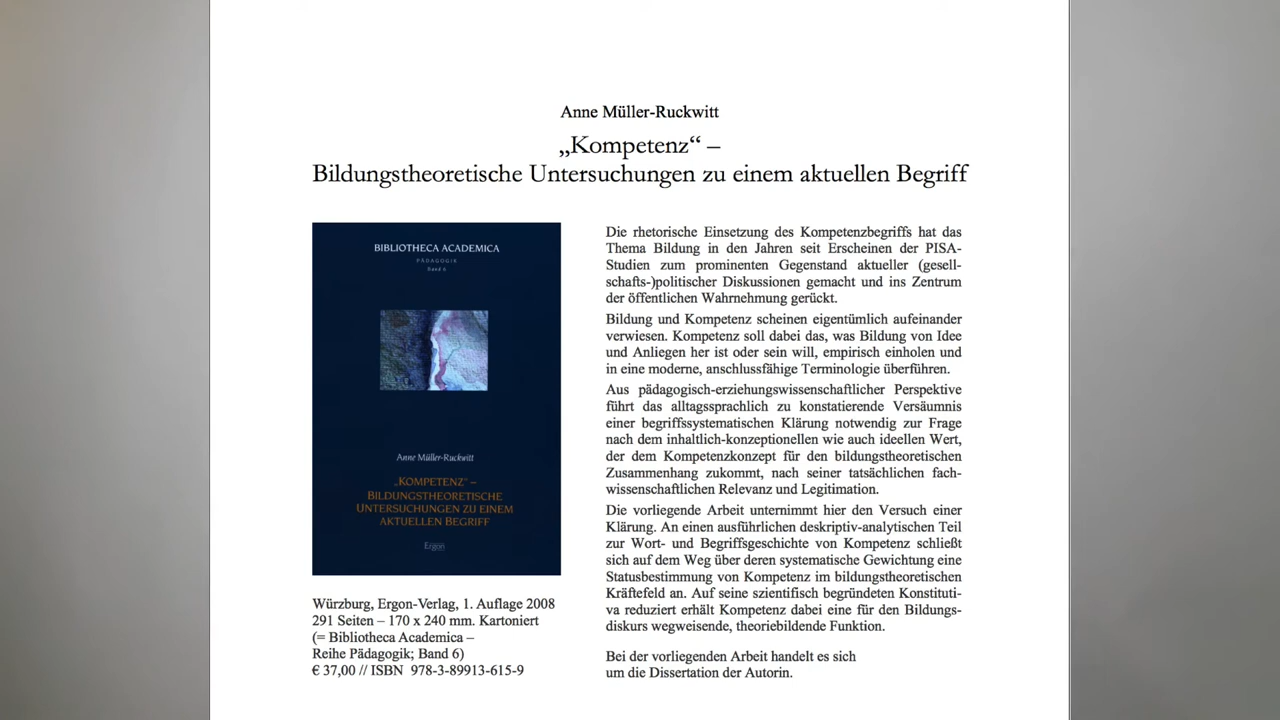 Anne Müller-Ruckwitt
„Kompetenz“ –
Bildungstheoretische Untersuchungen zu einem aktuellen Begriff
BIBLIOTHECA ACADEMICA
PÄDAGOGIK
Band 6
Anne Müller-Ruckwitt
„KOMPETENZ“ –
BILDUNGSTHEORETISCHE
UNTERSUCHUNGEN ZU EINEM
AKTUELLEN BEGRIFF
Ergon
Würzburg, Ergon-Verlag, 1. Auflage 2008
291 Seiten – 170 x 240 mm. Kartoniert
(= Bibliotheca Academica –
Reihe Pädagogik; Band 6)
€ 37,00 // ISBN 978-3-89913-615-9
Die rhetorische Einsetzung des Kompetenzbegriffs hat das
Thema Bildung in den Jahren seit Erscheinen der PISA-
Studien zum prominenten Gegenstand aktueller (gesell-
schafts-)politischer Diskussionen gemacht und ins Zentrum
der öffentlichen Wahrnehmung gerückt.
Bildung und Kompetenz scheinen eigentümlich aufeinander
verwiesen. Kompetenz soll dabei das, was Bildung von Idee
und Anliegen her ist oder sein will, empirisch einholen und
in eine moderne, anschlussfähige Terminologie überführen.
Aus pädagogisch-erziehungswissenschaftlicher Perspektive
führt das alltagssprachlich zu konstatierende Versäumnis
einer begriffssystematischen Klärung notwendig zur Frage
nach dem inhaltlich-konzeptionellen wie auch ideellen Wert,
der dem Kompetenzkonzept für den bildungstheoretischen
Zusammenhang zukommt, nach seiner tatsächlichen fach-
wissenschaftlichen Relevanz und Legitimation.
Die vorliegende Arbeit unternimmt hier den Versuch einer
Klärung. An einen ausführlichen deskriptiv-analytischen Teil
zur Wort- und Begriffsgeschichte von Kompetenz schließt
sich auf dem Weg über deren systematische Gewichtung eine
Statusbestimmung von Kompetenz im bildungstheoretischen
Kräftefeld an. Auf seine szientifisch begründeten Konstituti-
va reduziert erhält Kompetenz dabei eine für den Bildungs-
diskurs wegweisende, theoriebildende Funktion.
Bei der vorliegenden Arbeit handelt es sich
um die Dissertation der Autorin.